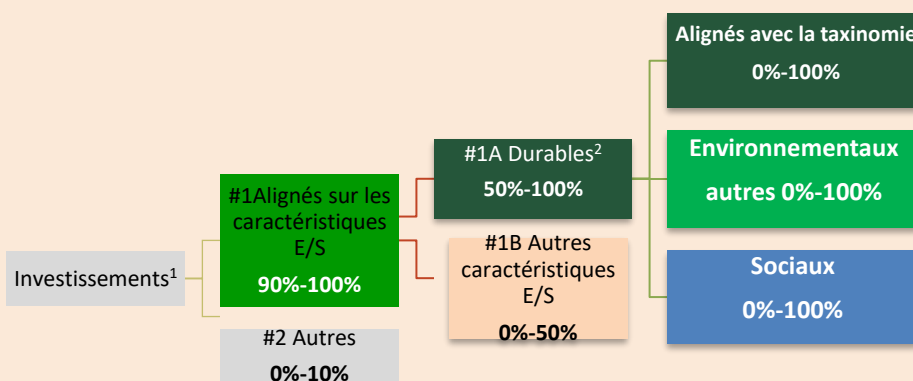 Investissements¹
#1Alignés sur les
caractéristiques
E/S
90%-100%
#2 Autres
0%-10%
#1A Durables²
50%-100%
#1B Autres
caractéristiques
E/S
0%-50%
Alignés avec la taxinomie
0%-100%
Environnementaux
autres 0%-100%
Sociaux
0%-100%